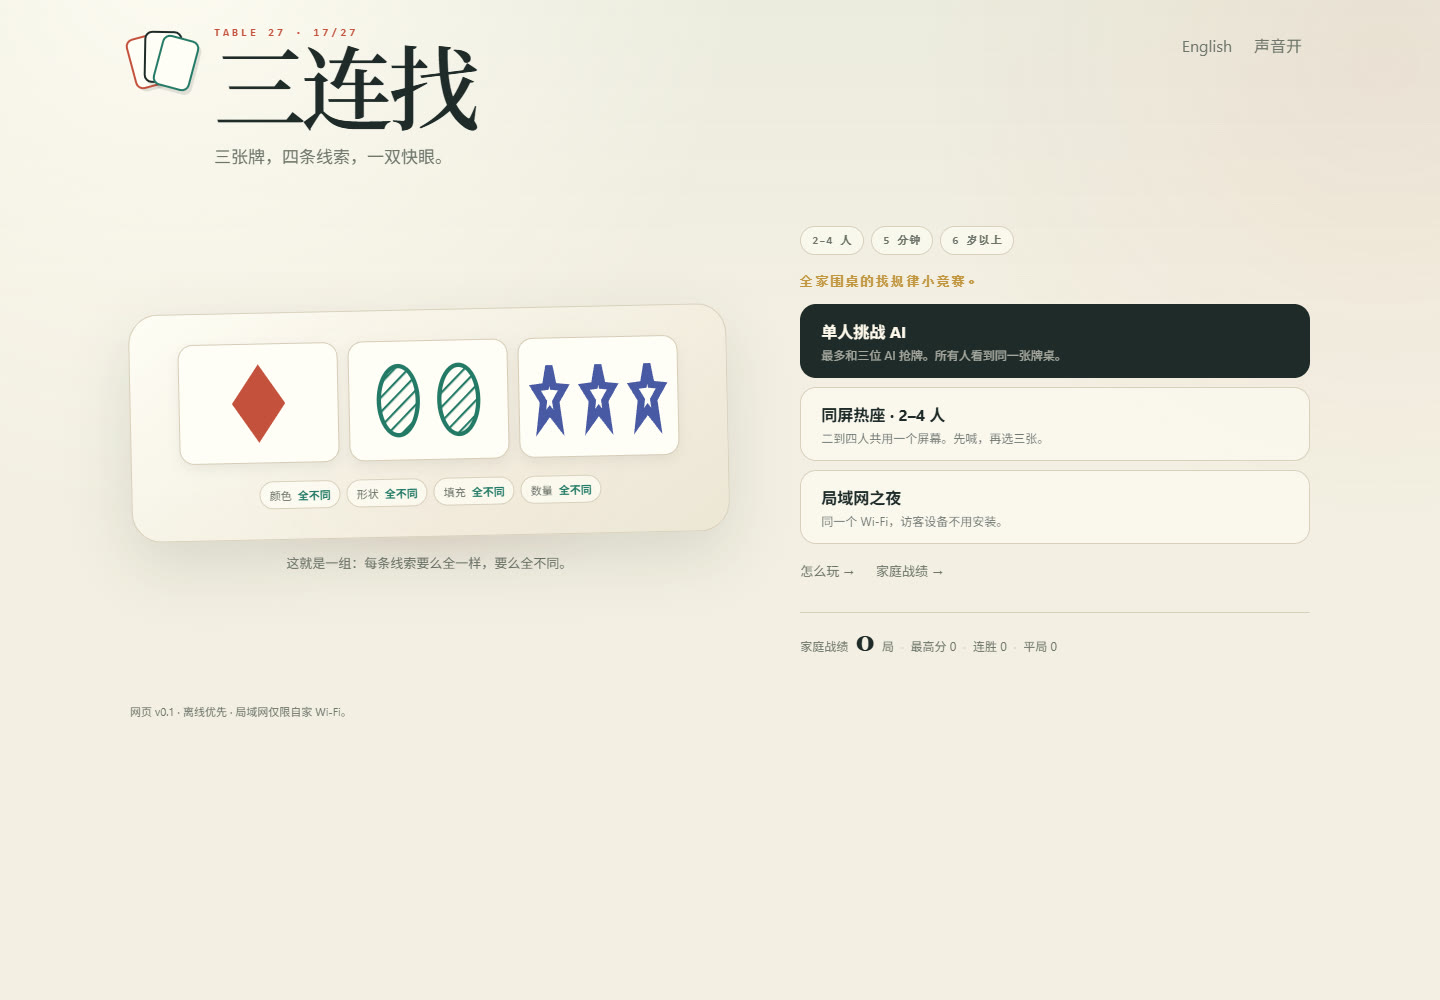 TABLE 27 · 17/27
三连找
三张牌，四条线索，一双快眼。
English 声音开
2–4 人 5 分钟 6 岁以上
全家围桌的找规律小竞赛。
单人挑战 AI
最多和三位 AI 抢牌。所有人看到同一张牌桌。
同屏热座 · 2–4 人
二到四人共用一个屏幕。先喊，再选三张。
局域网之夜
同一个 Wi-Fi，访客设备不用安装。
怎么玩 → 家庭战绩 →
家庭战绩 0 局 · 最高分 0 · 连胜 0 · 平局 0
颜色 全不同 形状 全不同 填充 全不同 数量 全不同
这就是一组：每条线索要么全一样，要么全不同。
网页 v0.1 · 离线优先 · 局域网仅限自家 Wi-Fi。